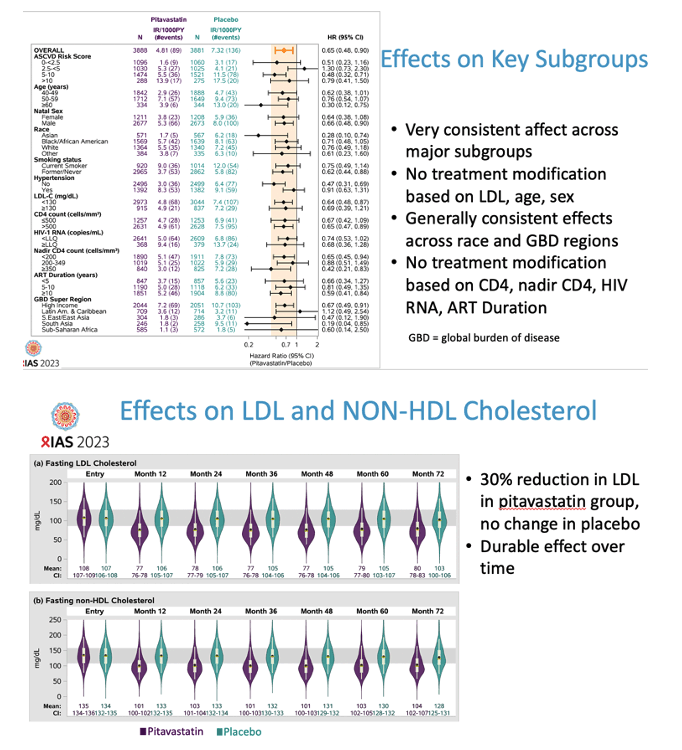 Pitavastatin Placebo
N IR/1000PY (#events) N IR/1000PY (#events) HR (95% CI)
OVERALL 3888 4.81 (89) 3881 7.32 (136) 0.65 (0.48, 0.90)
ASCVD Risk Score
0-<2.5 1096 1.6 (9) 1060 3.1 (17) 0.51 (0.23, 1.16)
2.5-<5 1030 5.3 (27) 1025 4.1 (21) 1.30 (0.73, 2.30)
5-10 1474 5.5 (36) 1521 11.5 (78) 0.48 (0.32, 0.71)
>10 288 13.9 (17) 275 17.5 (20) 0.79 (0.41, 1.50)
Age (years)
40-49 1842 2.9 (26) 1888 4.7 (43) 0.62 (0.38, 1.01)
50-59 1712 7.1 (57) 1649 9.4 (73) 0.76 (0.54, 1.07)
≥60 334 3.9 (6) 344 13.0 (20) 0.30 (0.12, 0.75)
Natal Sex
Female 1211 3.8 (23) 1208 5.9 (36) 0.64 (0.38, 1.08)
Male 2677 5.3 (66) 2673 8.0 (100) 0.66 (0.48, 0.90)
Race
Asian 571 1.7 (5) 567 6.2 (18) 0.28 (0.10, 0.74)
Black/African American 1569 5.7 (42) 1639 8.1 (63) 0.71 (0.48, 1.05)
White 1364 5.5 (35) 1340 7.2 (45) 0.76 (0.49, 1.18)
Other 384 3.8 (7) 335 6.3 (10) 0.61 (0.23, 1.60)
Smoking status
Current Smoker 920 9.0 (36) 1014 12.0 (54) 0.75 (0.49, 1.14)
Former/Never 2965 3.7 (53) 2862 5.8 (82) 0.62 (0.44, 0.88)
Hypertension
No 2496 3.0 (36) 2499 6.4 (77) 0.47 (0.31, 0.69)
Yes 1392 8.3 (53) 1382 9.1 (59) 0.91 (0.63, 1.31)
LDL-C (mg/dL)
<130 2973 4.8 (68) 3044 7.4 (107) 0.64 (0.48, 0.87)
≥130 915 4.9 (21) 837 7.2 (29) 0.69 (0.39, 1.21)
CD4 count (cells/mm³)
≤500 1257 4.7 (28) 1253 6.9 (41) 0.67 (0.42, 1.09)
>500 2631 4.9 (61) 2628 7.5 (95) 0.65 (0.47, 0.89)
HIV-1 RNA (copies/mL)
<LLQ 2641 5.0 (64) 2609 6.8 (86) 0.74 (0.53, 1.02)
≥LLQ 368 9.4 (16) 379 13.7 (24) 0.68 (0.36, 1.28)
Nadir CD4 count (cells/mm³)
<200 1890 5.1 (47) 1911 7.8 (73) 0.65 (0.45, 0.94)
200-349 1019 5.1 (25) 1022 5.9 (29) 0.88 (0.51, 1.49)
≥350 840 3.0 (12) 825 7.2 (28) 0.42 (0.21, 0.83)
ART Duration (years)
<5 847 3.7 (15) 857 5.6 (23) 0.66 (0.34, 1.27)
5-10 1190 5.0 (28) 1118 6.2 (33) 0.81 (0.49, 1.35)
≥10 1851 5.2 (46) 1904 8.8 (80) 0.59 (0.41, 0.84)
GBD Super Region
High Income 2044 7.2 (69) 2051 10.7 (103) 0.67 (0.49, 0.91)
Latin Am. & Caribbean 709 3.6 (12) 714 3.2 (11) 1.12 (0.49, 2.54)
S.East/East Asia 304 1.8 (3) 286 3.7 (6) 0.47 (0.12, 1.90)
South Asia 246 1.8 (2) 258 9.5 (11) 0.19 (0.04, 0.85)
Sub-Saharan Africa 585 1.1 (3) 572 1.8 (5) 0.60 (0.14, 2.50)
0.2 0.7 1 2
Hazard Ratio (95% CI)
(Pitavastatin/Placebo)
IAS 2023
Effects on Key Subgroups
• Very consistent affect across
major subgroups
• No treatment modification
based on LDL, age, sex
• Generally consistent effects
across race and GBD regions
• No treatment modification
based on CD4, nadir CD4, HIV
RNA, ART Duration
GBD = global burden of disease
Effects on LDL and NON-HDL Cholesterol
IAS 2023
(a) Fasting LDL Cholesterol
Entry Month 12 Month 24 Month 36 Month 48 Month 60 Month 72
200
150
100
50
0
mg/dL
Mean: 108 107 77 106 78 106 77 105 77 105 79 105 80 103
CI: 107-109 106-108 76-78 105-107 77-79 105-107 76-78 104-106 76-78 104-106 77-80 103-107 78-83 100-106
(b) Fasting non-HDL Cholesterol
Entry Month 12 Month 24 Month 36 Month 48 Month 60 Month 72
250
200
150
100
50
0
mg/dL
Mean: 135 134 101 133 103 133 101 132 101 131 103 130 104 128
CI: 134-136 132-135 100-102 132-135 101-104 132-134 100-103 130-133 100-103 129-132 102-105 128-132 102-107 125-131
Pitavastatin Placebo
• 30% reduction in LDL
in pitavastatin group,
no change in placebo
• Durable effect over
time